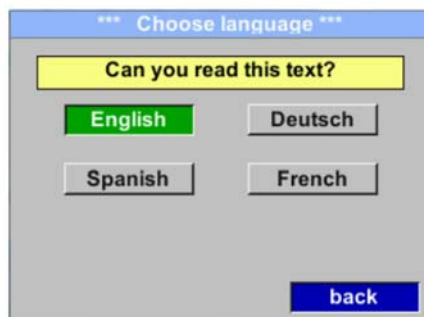 *** Choose language ***
Can you read this text?
English Deutsch
Spanish French
back